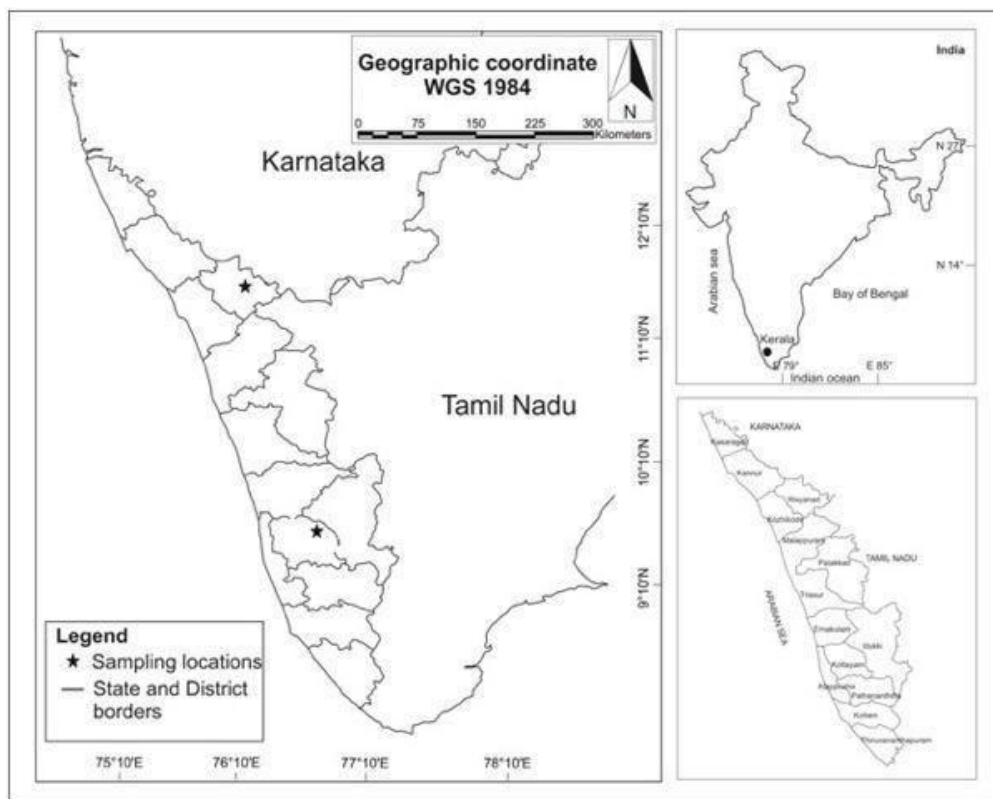 Geographic coordinate
WGS 1984
N
0 75 150 225 300
Kilometers
Karnataka
Tamil Nadu
12°10'N
11°10'N
10°10'N
9°10'N
Legend
Sampling locations
State and District
borders
75°10'E
76°10'E
77°10'E
78°10'E
India
N 27°
N 14°
Arabian sea
Bay of Bengal
Kerala
E 79°
E 85°
Indian ocean
KARNATAKA
Kasaragod
Kannur
Wayanad
Kozhikode
Malappuram
TAMIL NADU
Palakkad
Trissur
ARABIAN SEA
Ernakulam
Idukki
Kottayam
Pathanamthitta
Kollam
Thiruvananthapuram